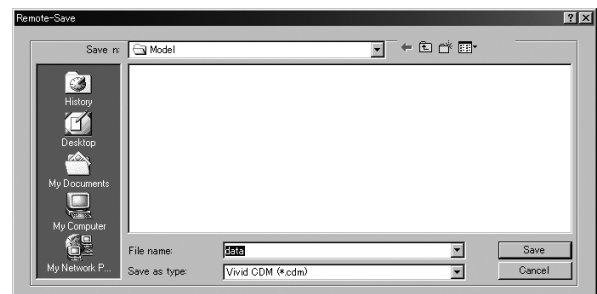 Remote-Save
Save n:
Model
History
Desktop
My Documents
My Computer
My Network P...
File name:
data
Save
Save as type:
Vivid CDM (*.cdm)
Cancel